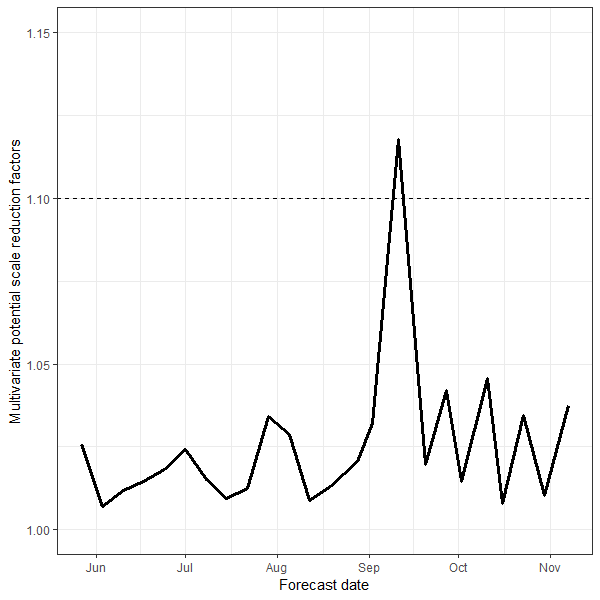 Multivariate potential scale reduction factors
1.15
1.10
1.05
1.00
Jun Jul Aug Sep Oct Nov
Forecast date